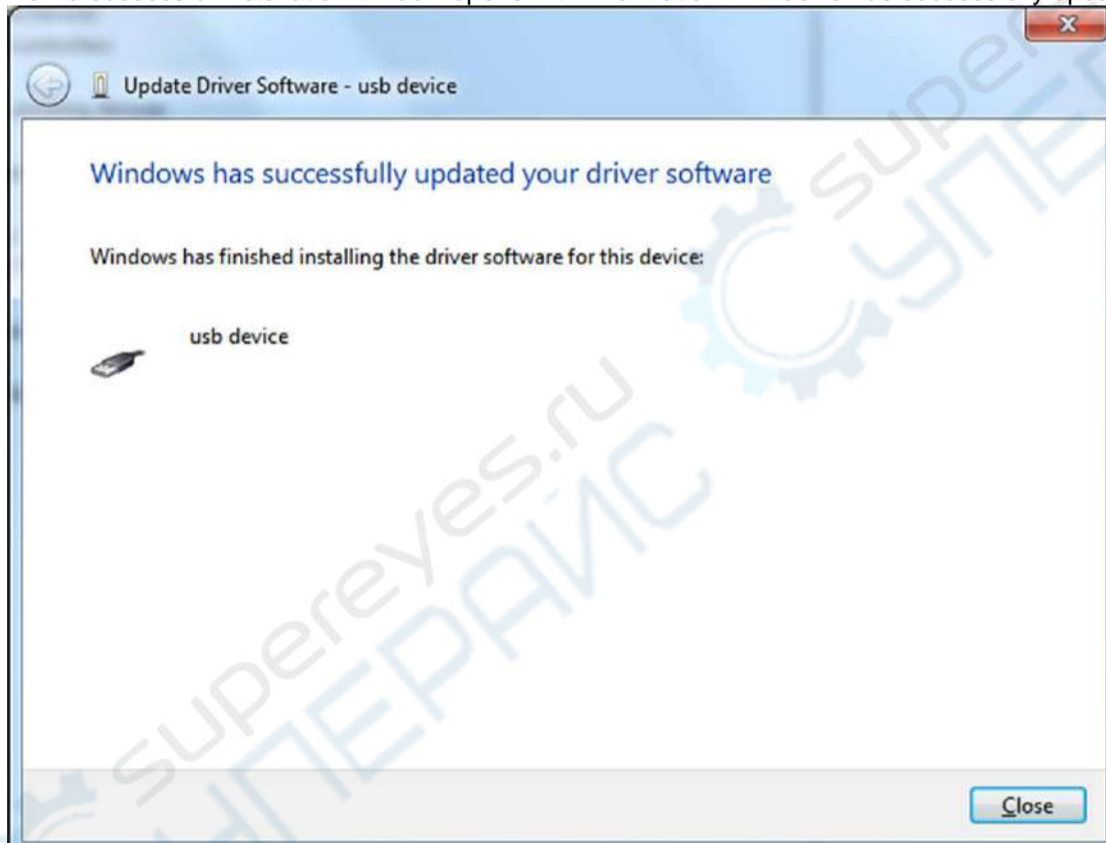 Update Driver Software - usb device
Windows has successfully updated your driver software
Windows has finished installing the driver software for this device:
usb device
supereyes.ru
СУПЕРАЙС
Close